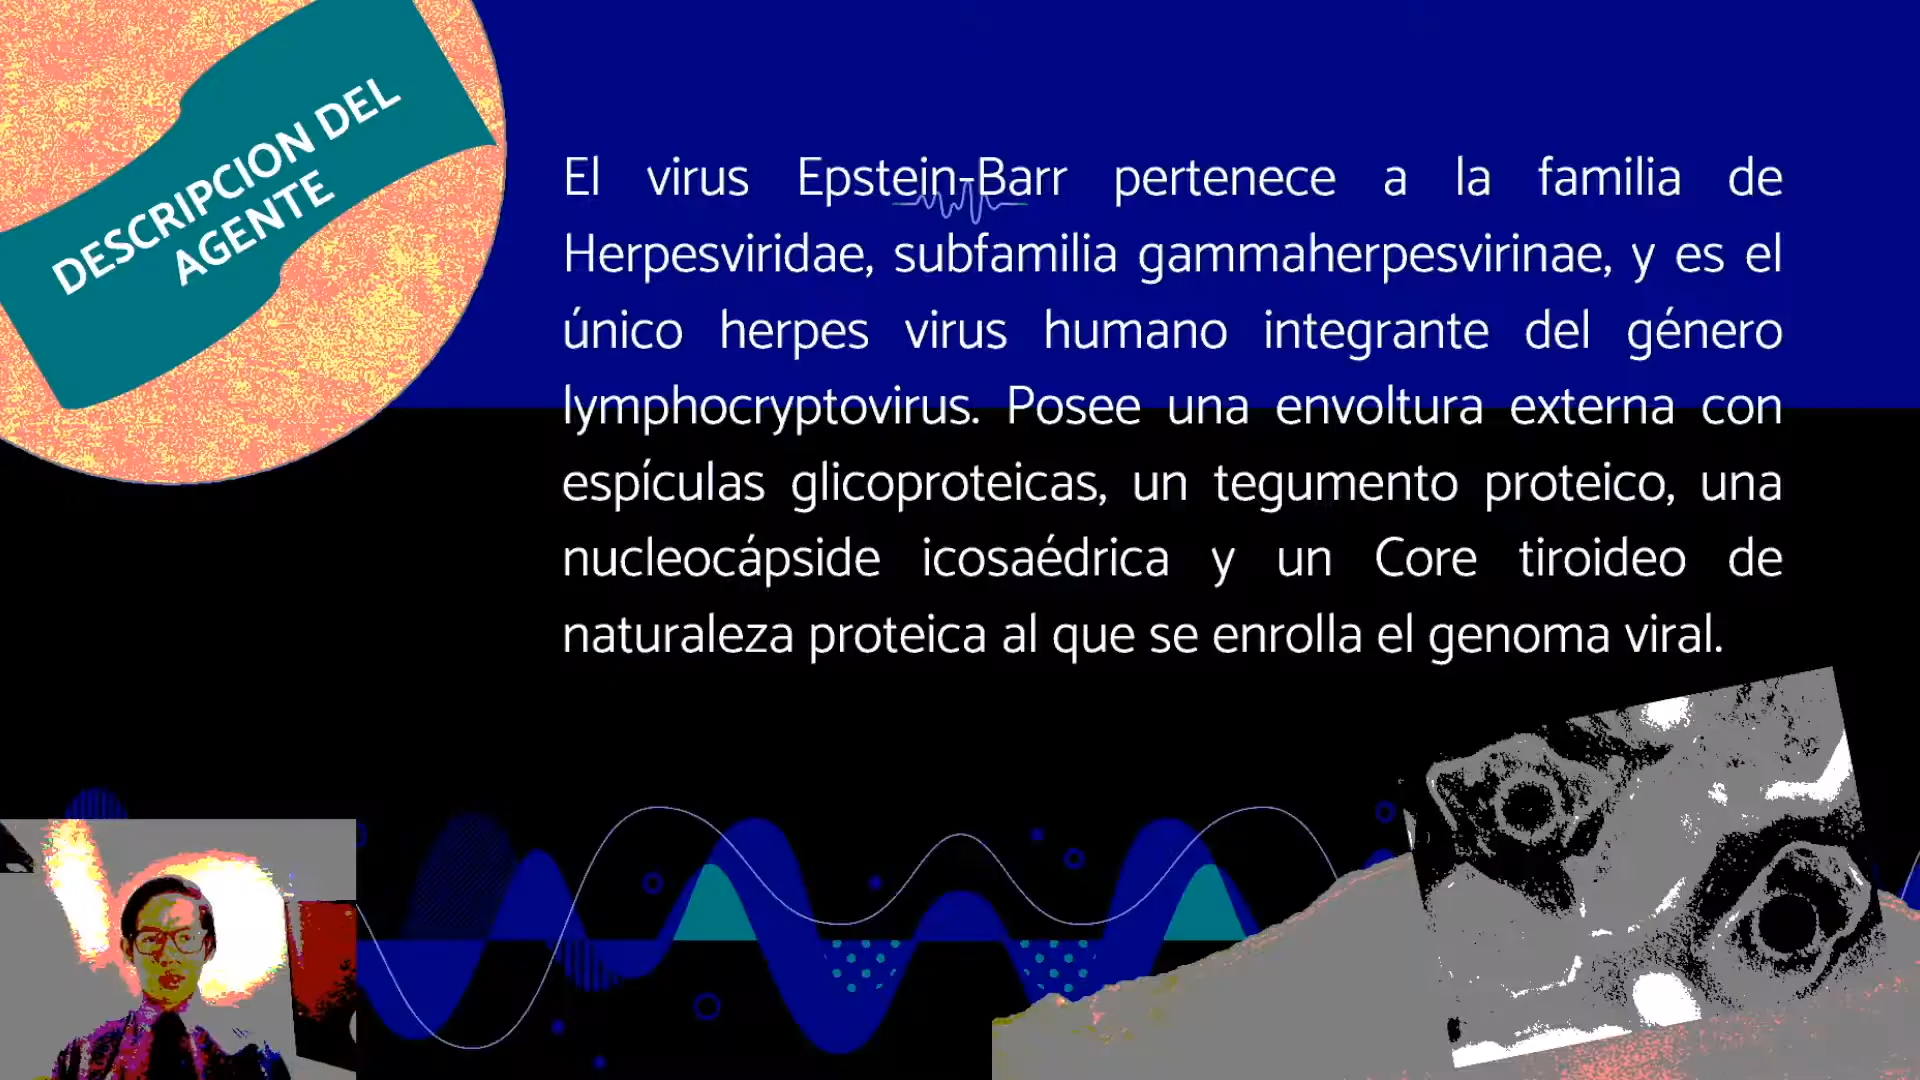 DESCRIPCION DEL
AGENTE
El virus Epstein-Barr pertenece a la familia de
Herpesviridae, subfamilia gammaherpesvirinae, y es el
único herpes virus humano integrante del género
lymphocryptovirus. Posee una envoltura externa con
espículas glicoproteicas, un tegumento proteico, una
nucleocápside icosaédrica y un Core tiroideo de
naturaleza proteica al que se enrolla el genoma viral.